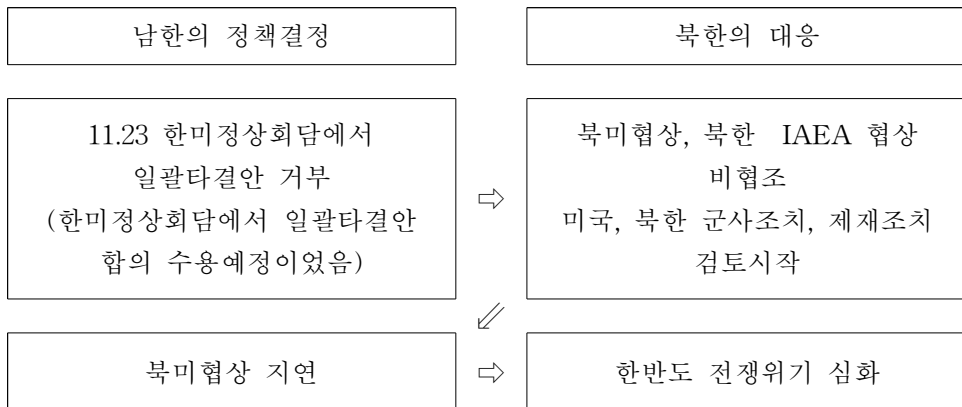 남한의 정책결정
북한의 대응
11.23 한미정상회담에서
일괄타결안 거부
(한미정상회담에서 일괄타결안
합의 수용예정이었음)
⇨
북미협상, 북한 IAEA 협상
비협조
미국, 북한 군사조치, 제재조치
검토시작
⇙
북미협상 지연
⇨
한반도 전쟁위기 심화